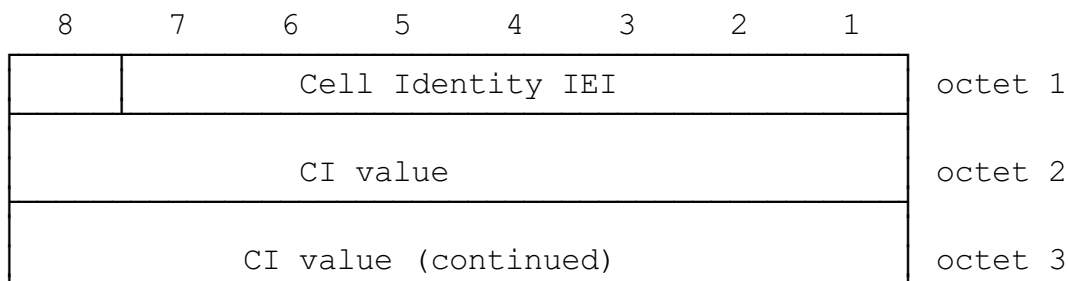 8 7 6 5 4 3 2 1
Cell Identity IEI octet 1
CI value octet 2
CI value (continued) octet 3